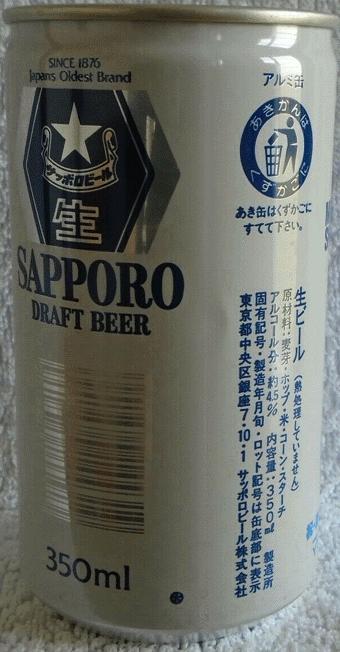 SINCE 1876
Japans Oldest Brand
サッポロビール
生
SAPPORO
DRAFT BEER
350ml
アルミ缶
あきかんは
くずかごに
あき缶はくずかごに
すてて下さい。
生ビール(熱処理していません)
原材料:麦芽・ホップ・米・コーン・スターチ
アルコール分:約4.5% 内容量:350ml 製造所
固有記号・製造年月旬・ロット記号は缶底部に表示
東京都中央区銀座7・10・1 サッポロビール株式会社